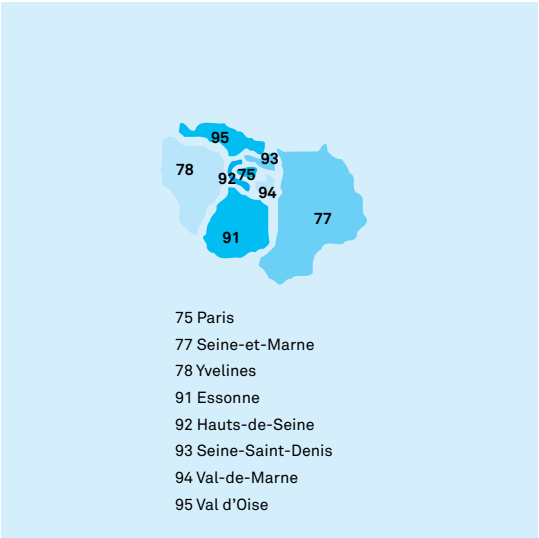 95
93
78
92
75
94
77
91
75 Paris
77 Seine-et-Marne
78 Yvelines
91 Essonne
92 Hauts-de-Seine
93 Seine-Saint-Denis
94 Val-de-Marne
95 Val d’Oise